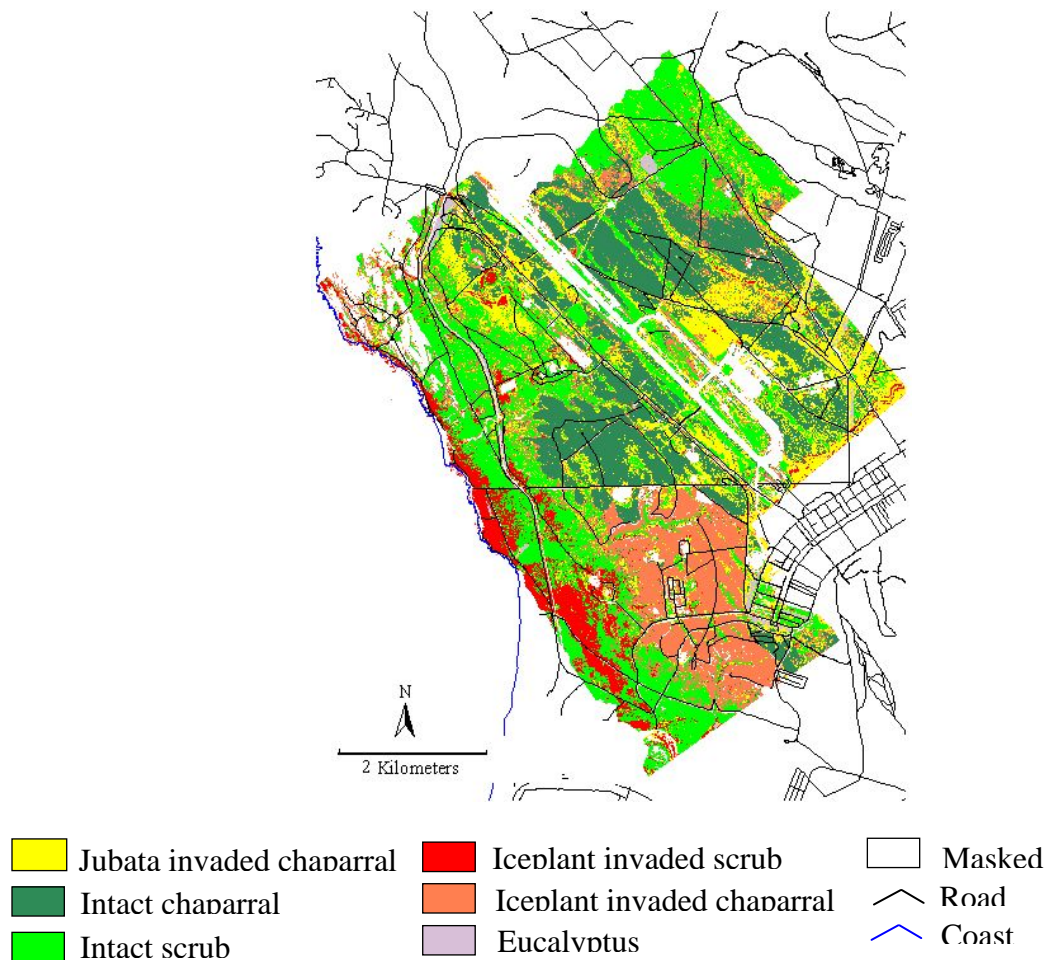 N
2 Kilometers
Jubata invaded chaparral
Intact chaparral
Intact scrub
Iceplant invaded scrub
Iceplant invaded chaparral
Eucalyptus
Masked
Road
Coast